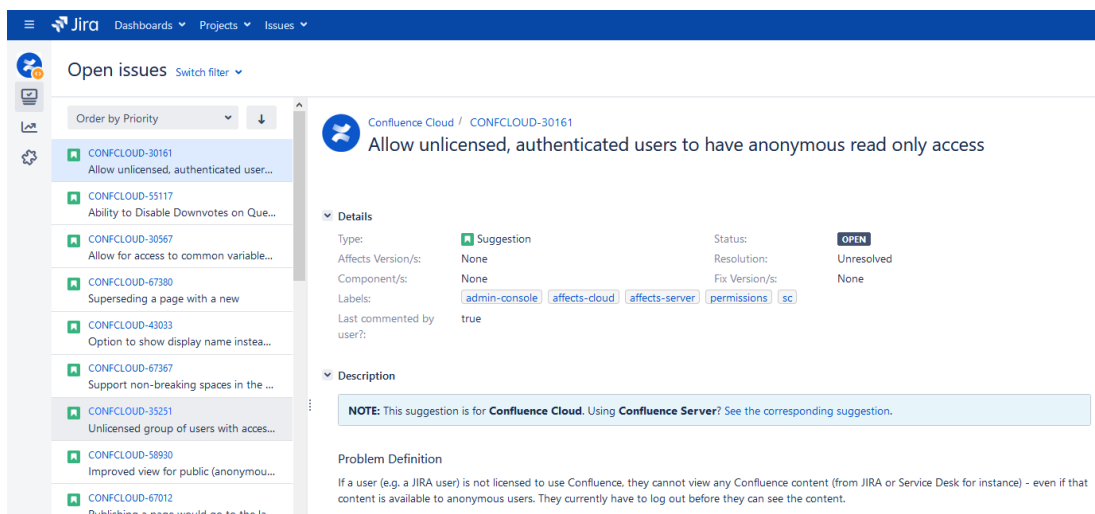 Jira Dashboards Projects Issues
Open issues Switch filter
Order by Priority
CONFCLOUD-30161
Allow unlicensed, authenticated user...
CONFCLOUD-55117
Ability to Disable Downvotes on Que...
CONFCLOUD-30567
Allow for access to common variable...
CONFCLOUD-67380
Superseding a page with a new
CONFCLOUD-43033
Option to show display name instea...
CONFCLOUD-67367
Support non-breaking spaces in the ...
CONFCLOUD-35251
Unlicensed group of users with acces...
CONFCLOUD-58930
Improved view for public (anonymou...
CONFCLOUD-67012
Publishing a page would go to the la...
Confluence Cloud / CONFCLOUD-30161
Allow unlicensed, authenticated users to have anonymous read only access
Details
Type: Suggestion Status: OPEN
Affects Version/s: None Resolution: Unresolved
Component/s: None Fix Version/s: None
Labels: admin-console affects-cloud affects-server permissions sc
Last commented by true
user?:
Description
NOTE: This suggestion is for Confluence Cloud. Using Confluence Server? See the corresponding suggestion.
Problem Definition
If a user (e.g. a JIRA user) is not licensed to use Confluence, they cannot view any Confluence content (from JIRA or Service Desk for instance) - even if that
content is available to anonymous users. They currently have to log out before they can see the content.